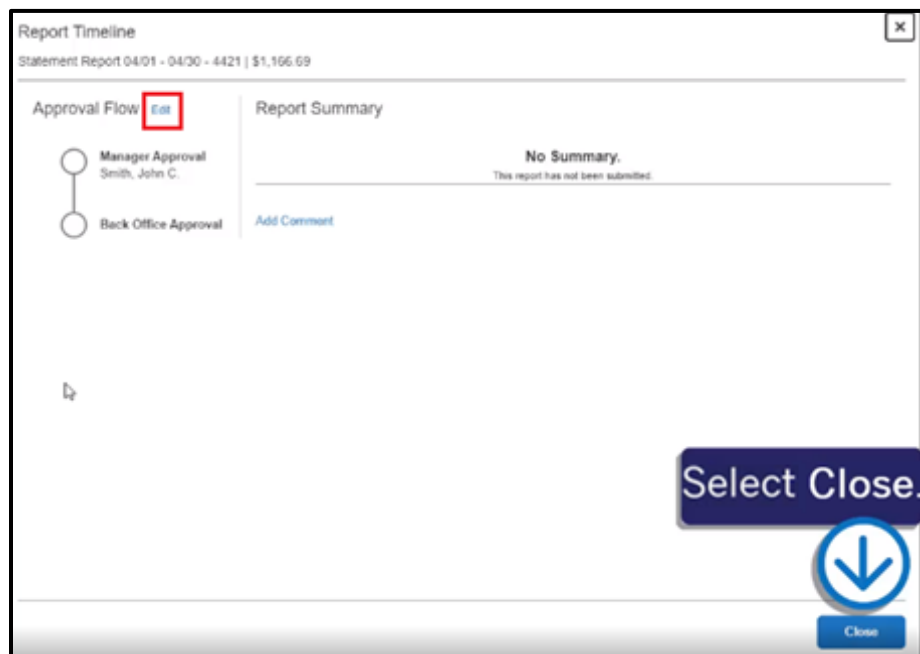 Report Timeline
Statement Report 04/01 - 04/30 - 4421 | $1,166.69
Approval Flow Edit
Manager Approval
Smith, John C.
Back Office Approval
Report Summary
No Summary.
This report has not been submitted.
Add Comment
Select Close.
Close